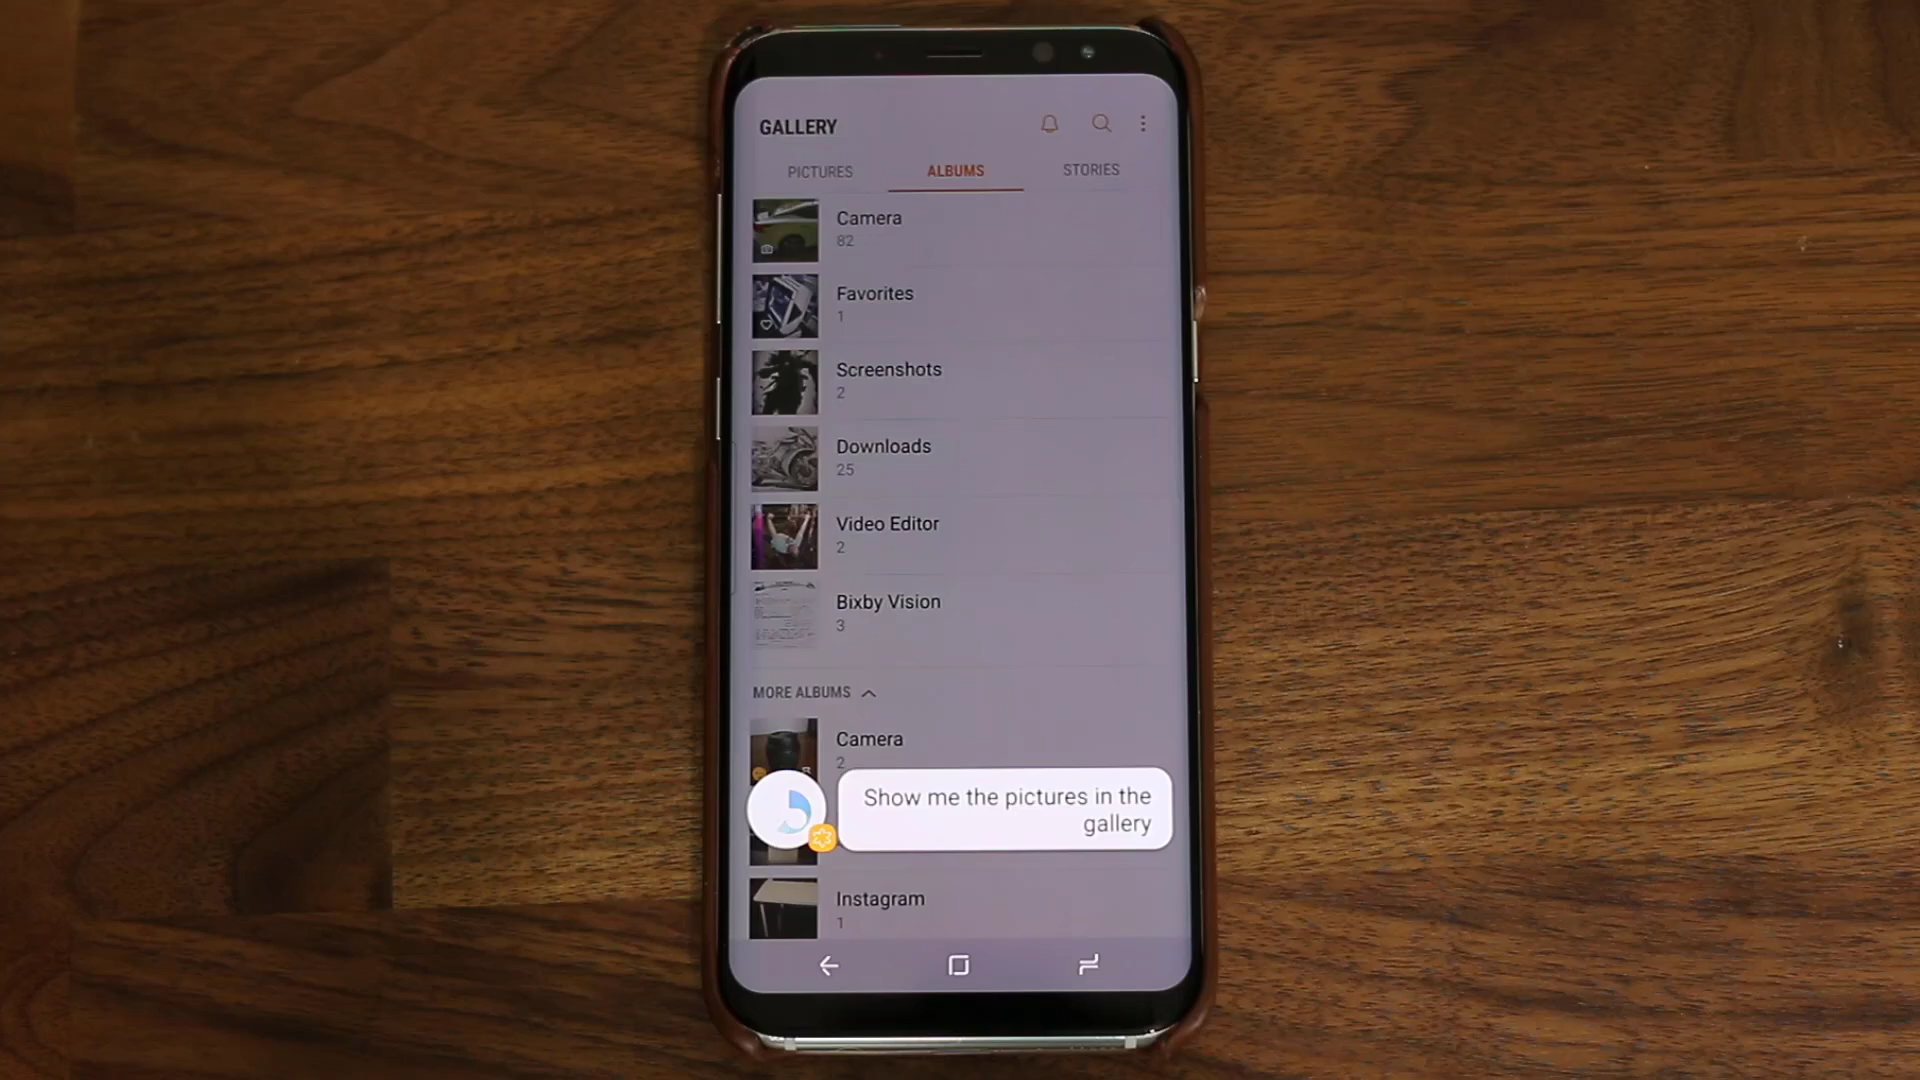 GALLERY
PICTURES
ALBUMS
STORIES
Camera
82
Favorites
1
Screenshots
2
Downloads
25
Video Editor
2
Bixby Vision
3
MORE ALBUMS
Camera
2
Show me the pictures in the
gallery
Instagram
1